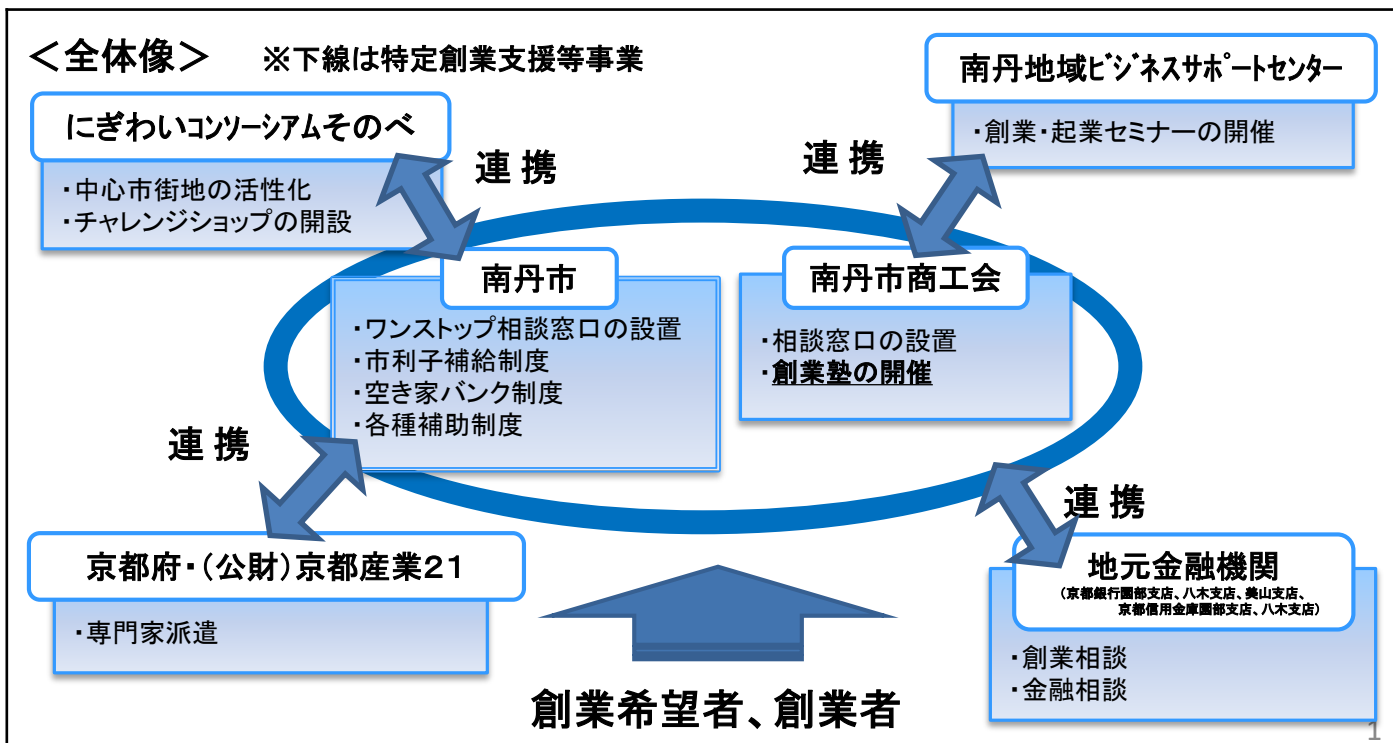 ＜全体像＞　※下線は特定創業支援等事業
にぎわいｺﾝｿｰｼｱﾑそのべ
・中心市街地の活性化
・チャレンジショップの開設
連 携
南丹地域ﾋﾞｼﾞﾈｽｻﾎﾟｰﾄｾﾝﾀｰ
・創業・起業セミナーの開催
連 携
南丹市
・ワンストップ相談窓口の設置
・市利子補給制度
・空き家バンク制度
・各種補助制度
南丹市商工会
・相談窓口の設置
・創業塾の開催
連 携
京都府・（公財）京都産業２１
・専門家派遣
連 携
地元金融機関
（京都銀行園部支店、八木支店、美山支店、
京都信用金庫園部支店、八木支店）
・創業相談
・金融相談
創業希望者、創業者
1